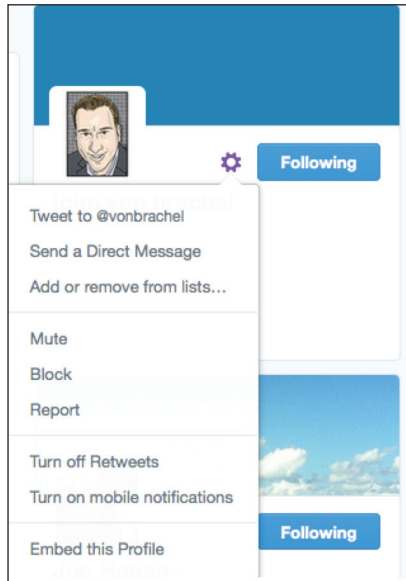 Following
Tweet to @vonbrachel
Send a Direct Message
Add or remove from lists...
Mute
Block
Report
Turn off Retweets
Turn on mobile notifications
Following
Embed this Profile